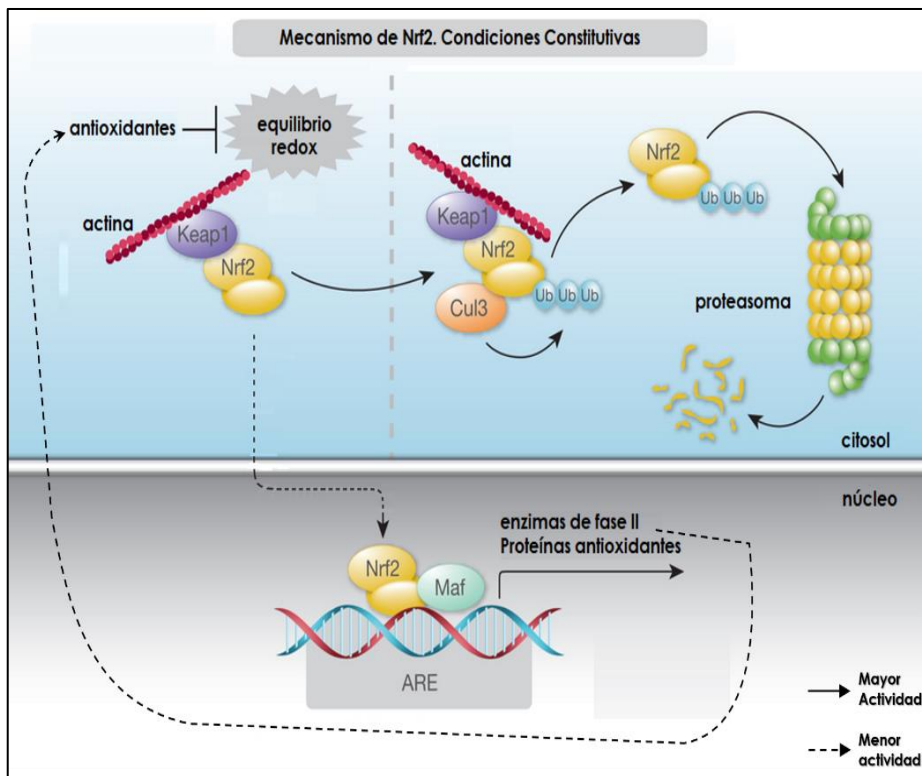 Mecanismo de Nrf2. Condiciones Constitutivas
antioxidantes
equilibrio
redox
actina
Keap1
Nrf2
actina
Keap1
Nrf2
Cul3
Ub Ub Ub
Nrf2
Ub Ub Ub
proteasoma
citosol
núcleo
enzimas de fase II
Proteínas antioxidantes
Nrf2
Maf
ARE
Mayor
Actividad
Menor
actividad